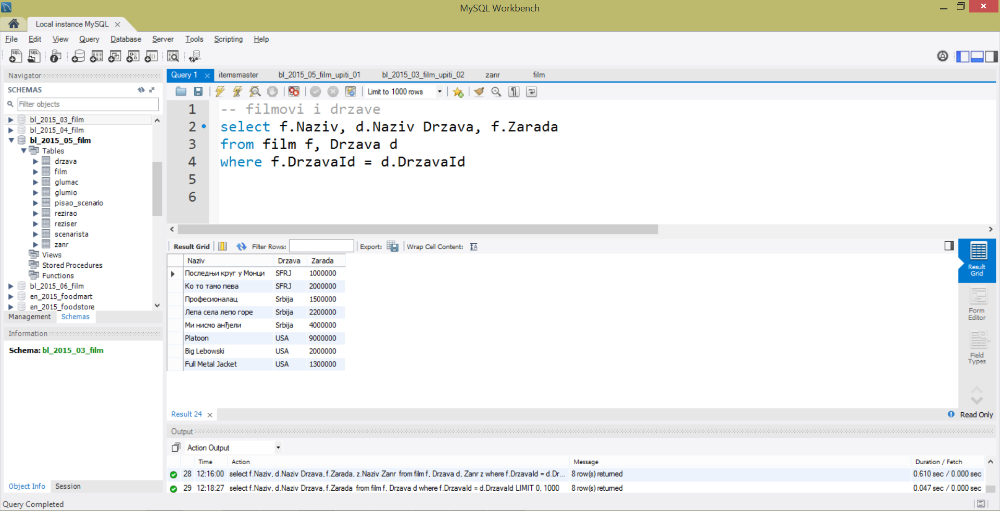 MySQL Workbench
Local instance MySQL
File Edit View Query Database Server Tools Scripting Help
Navigator
SCHEMAS
Filter objects
bl_2015_03_film
bl_2015_04_film
bl_2015_05_film
Tables
drzava
film
glumac
glumio
pisao_scenario
rezirao
reziser
scenarista
zanr
Views
Stored Procedures
Functions
bl_2015_06_film
en_2015_foodmart
en_2015_foodstore
Management Schemas
Information
Schema: bl_2015_03_film
Object Info Session
Query Completed
Query 1 itemsmaster bl_2015_05_film_upiti_01 bl_2015_03_film_upiti_02 zanr film
Limit to 1000 rows
1 -- filmovi i drzave
2 select f.Naziv, d.Naziv Drzava, f.Zarada
3 from film f, Drzava d
4 where f.DrzavaId = d.DrzavaId
5
6
Result Grid Filter Rows: Export: Wrap Cell Content:
Naziv Drzava Zarada
Последњи круг у Монци SFRJ 1000000
Ко то тамо пева SFRJ 2000000
Професионалац Srbija 1500000
Лепа села лепо горе Srbija 2200000
Ми нисмо анђели Srbija 4000000
Platoon USA 9000000
Big Lebowski USA 2000000
Full Metal Jacket USA 1300000
Result Grid
Form Editor
Field Types
Result 24
Read Only
Output
Action Output
Time Action Message Duration / Fetch
28 12:16:00 select f.Naziv, d.Naziv Drzava, f.Zarada, z.Naziv Zanr from film f, Drzava d, Zanr z where f.DrzavaId = d.Dr... 8 row(s) returned 0.610 sec / 0.000 sec
29 12:18:27 select f.Naziv, d.Naziv Drzava, f.Zarada from film f, Drzava d where f.DrzavaId = d.DrzavaId LIMIT 0, 1000 8 row(s) returned 0.047 sec / 0.000 sec